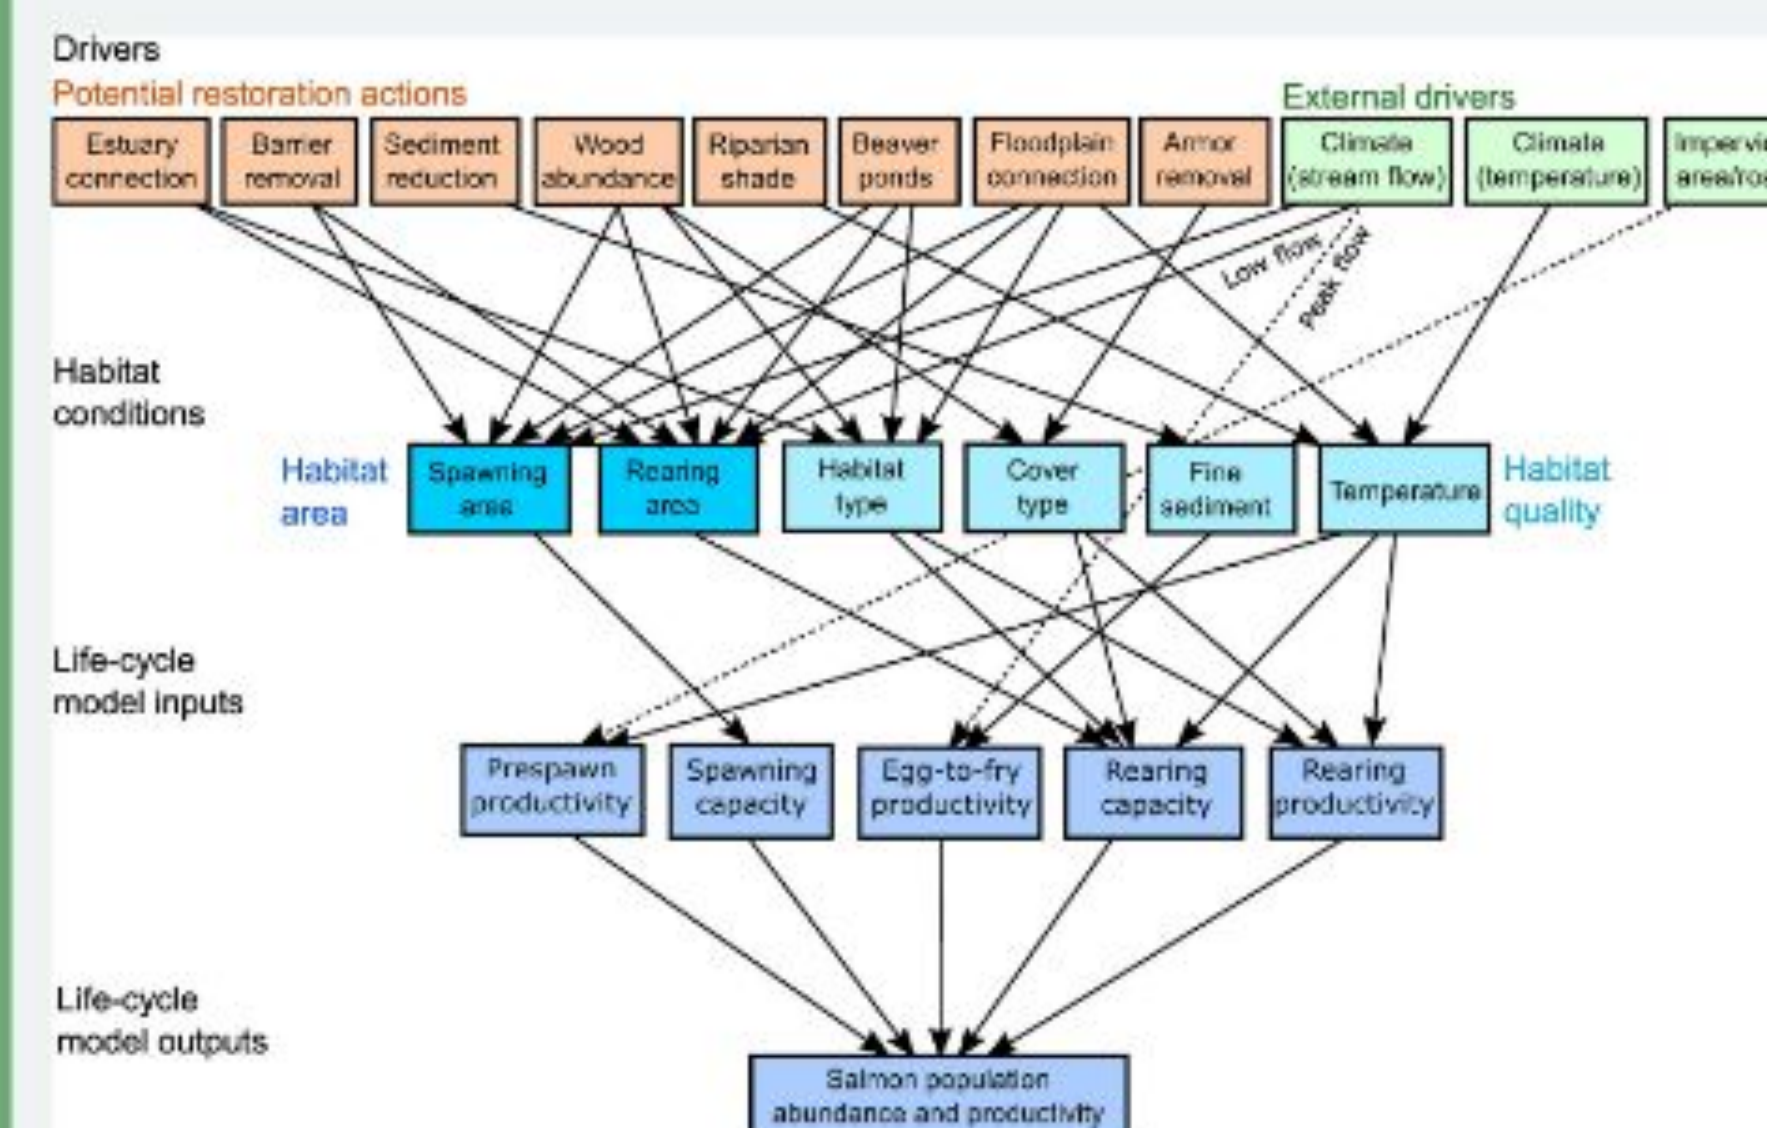 Drivers
Potential restoration actions
External drivers
Estuary
connection
Barrier
removal
Sediment
reduction
Wood
abundance
Riparian
shade
Beaver
ponds
Floodplain
connection
Armor
removal
Climate
(stream flow)
Climate
(temperature)
Low flow
Peak flow
Habitat
conditions
Habitat
area
Spawning
area
Rearing
area
Habitat
type
Cover
type
Fine
sediment
Temperature
Habitat
quality
Life-cycle
model inputs
Prespawn
productivity
Spawning
capacity
Egg-to-fry
productivity
Rearing
capacity
Rearing
productivity
Life-cycle
model outputs
Salmon population
abundance and productivity